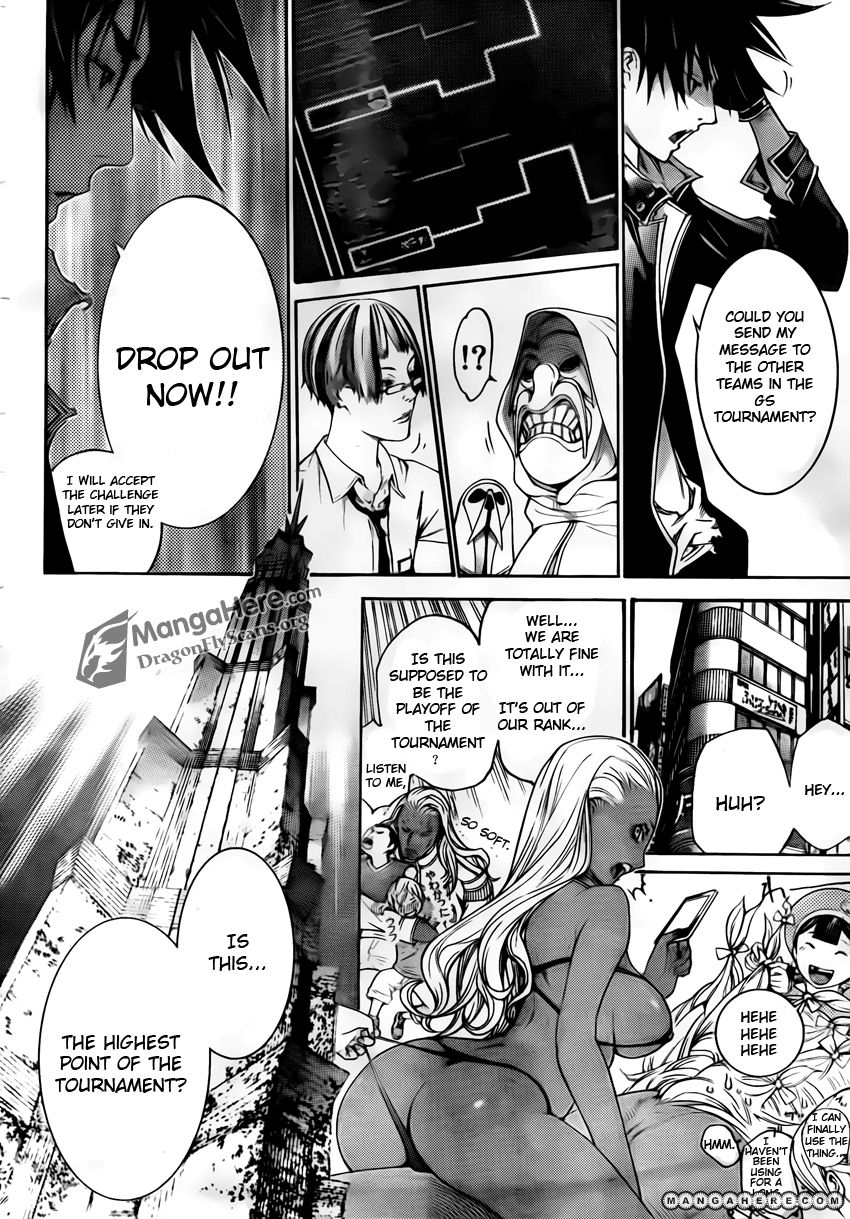 COULD YOU
SEND MY
MESSAGE TO
THE OTHER
TEAMS IN THE
GS
TOURNAMENT?
!?
DROP OUT
NOW!!
I WILL ACCEPT
THE CHALLENGE
LATER IF THEY
DON'T GIVE IN.
MangaHere.com
DragonFlyScans.org
HEY...
HUH?
WELL...
WE ARE
TOTALLY FINE
WITH IT...
IT'S OUT OF
OUR RANK...
IS THIS
SUPPOSED TO
BE THE
PLAYOFF OF
THE
TOURNAMENT
?
LISTEN
TO ME,
SO SOFT.
HEHE
HEHE
HEHE
I CAN
FINALLY
USE THE
THING...
I
HAVEN'T
BEEN
USING
FOR A
HMM.
IS
THIS...
THE HIGHEST
POINT OF THE
TOURNAMENT?
MANGAHERE.COM